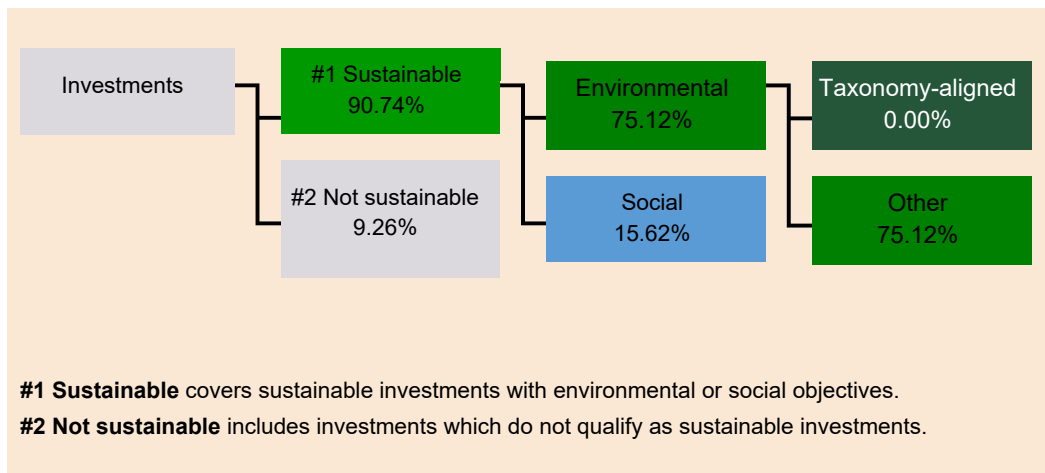 Investments
#1 Sustainable
90.74%
#2 Not sustainable
9.26%
Environmental
75.12%
Social
15.62%
Taxonomy-aligned
0.00%
Other
75.12%
#1 Sustainable covers sustainable investments with environmental or social objectives.
#2 Not sustainable includes investments which do not qualify as sustainable investments.